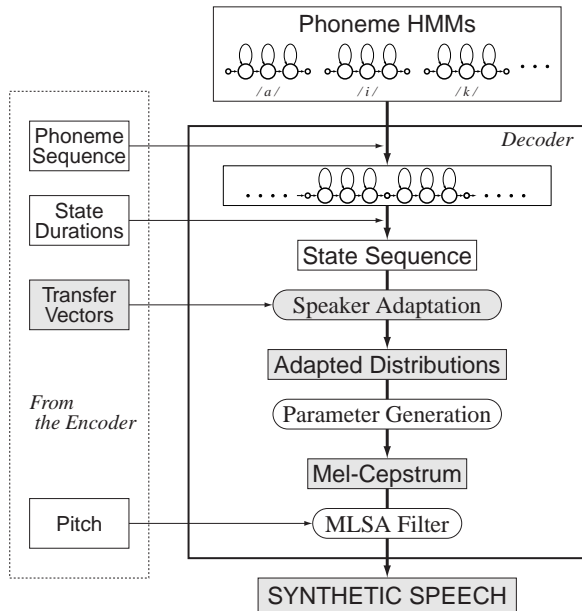 Phoneme HMMs
/ a / / i / / k /
Decoder
Phoneme
Sequence
State
Durations
State Sequence
Transfer
Vectors
Speaker Adaptation
Adapted Distributions
From
the Encoder
Parameter Generation
Mel-Cepstrum
Pitch
MLSA Filter
SYNTHETIC SPEECH